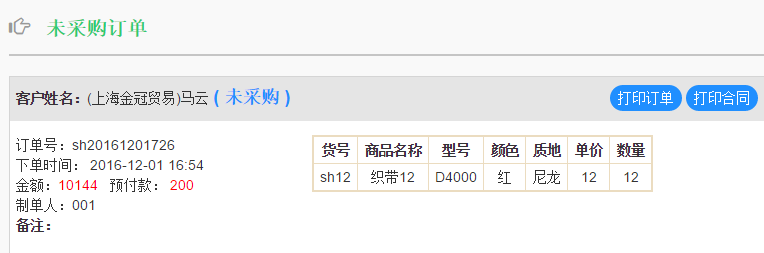 未采购订单
客户姓名：(上海金冠贸易)马云 ( 未采购 ) 打印订单 打印合同
订单号：sh20161201726
下单时间： 2016-12-01 16:54
金额：10144 预付款： 200
制单人：001
备注：
货号 商品名称 型号 颜色 质地 单价 数量
sh12 织带12 D4000 红 尼龙 12 12